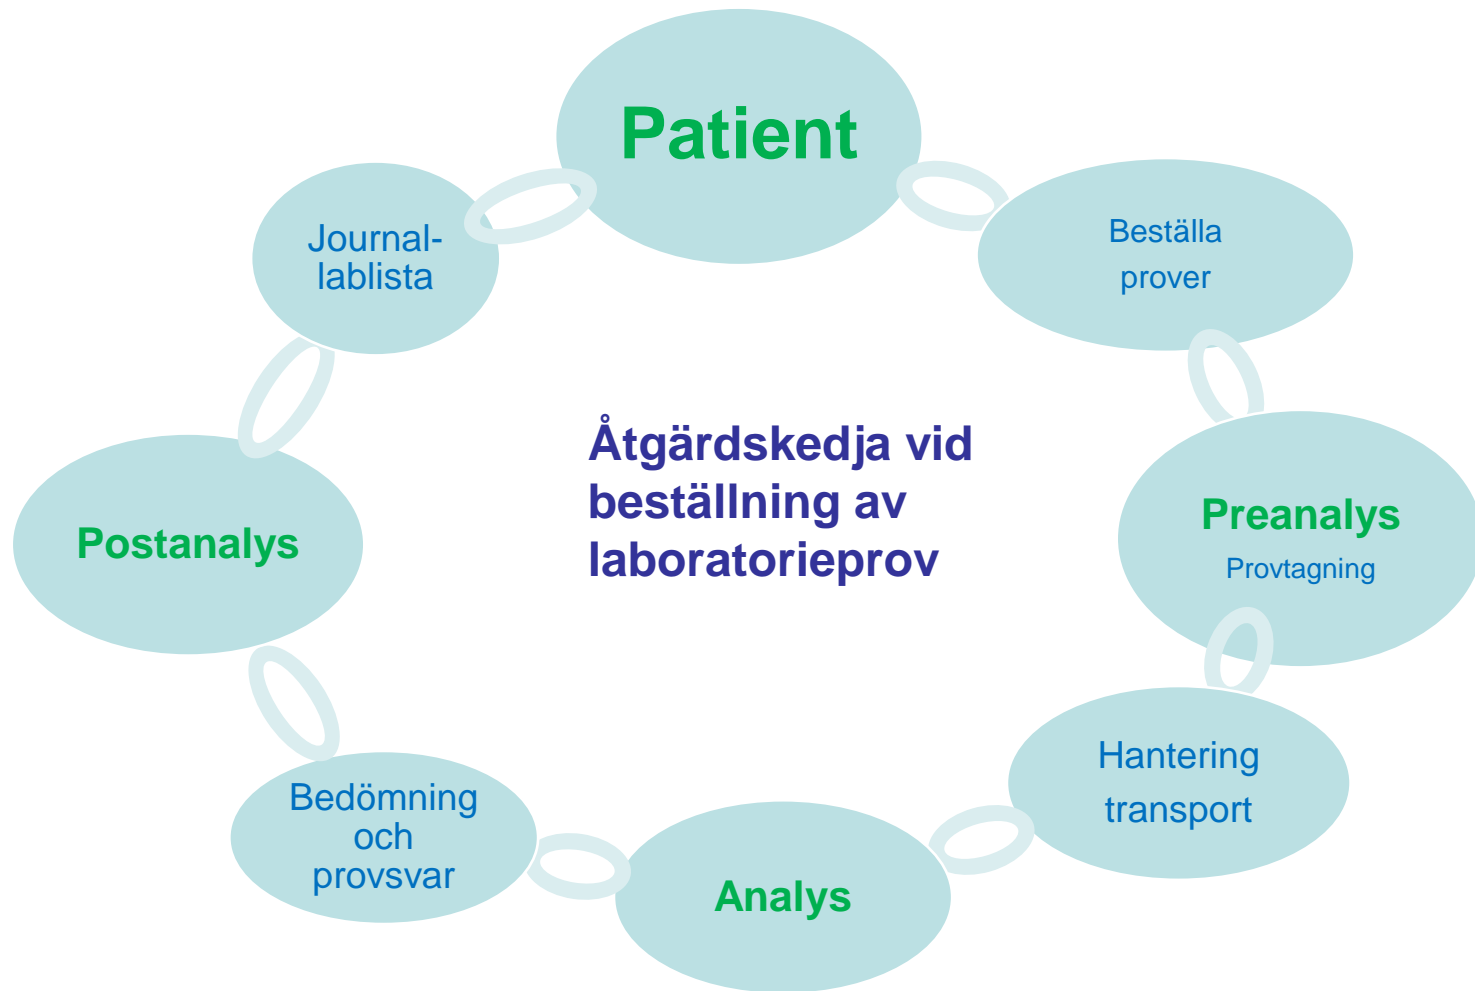 Patient
Beställa
prover
Preanalys
Provtagning
Hantering
transport
Analys
Bedömning
och
provsvar
Postanalys
Journal-
lablista
Åtgärdskedja vid
beställning av
laboratorieprov